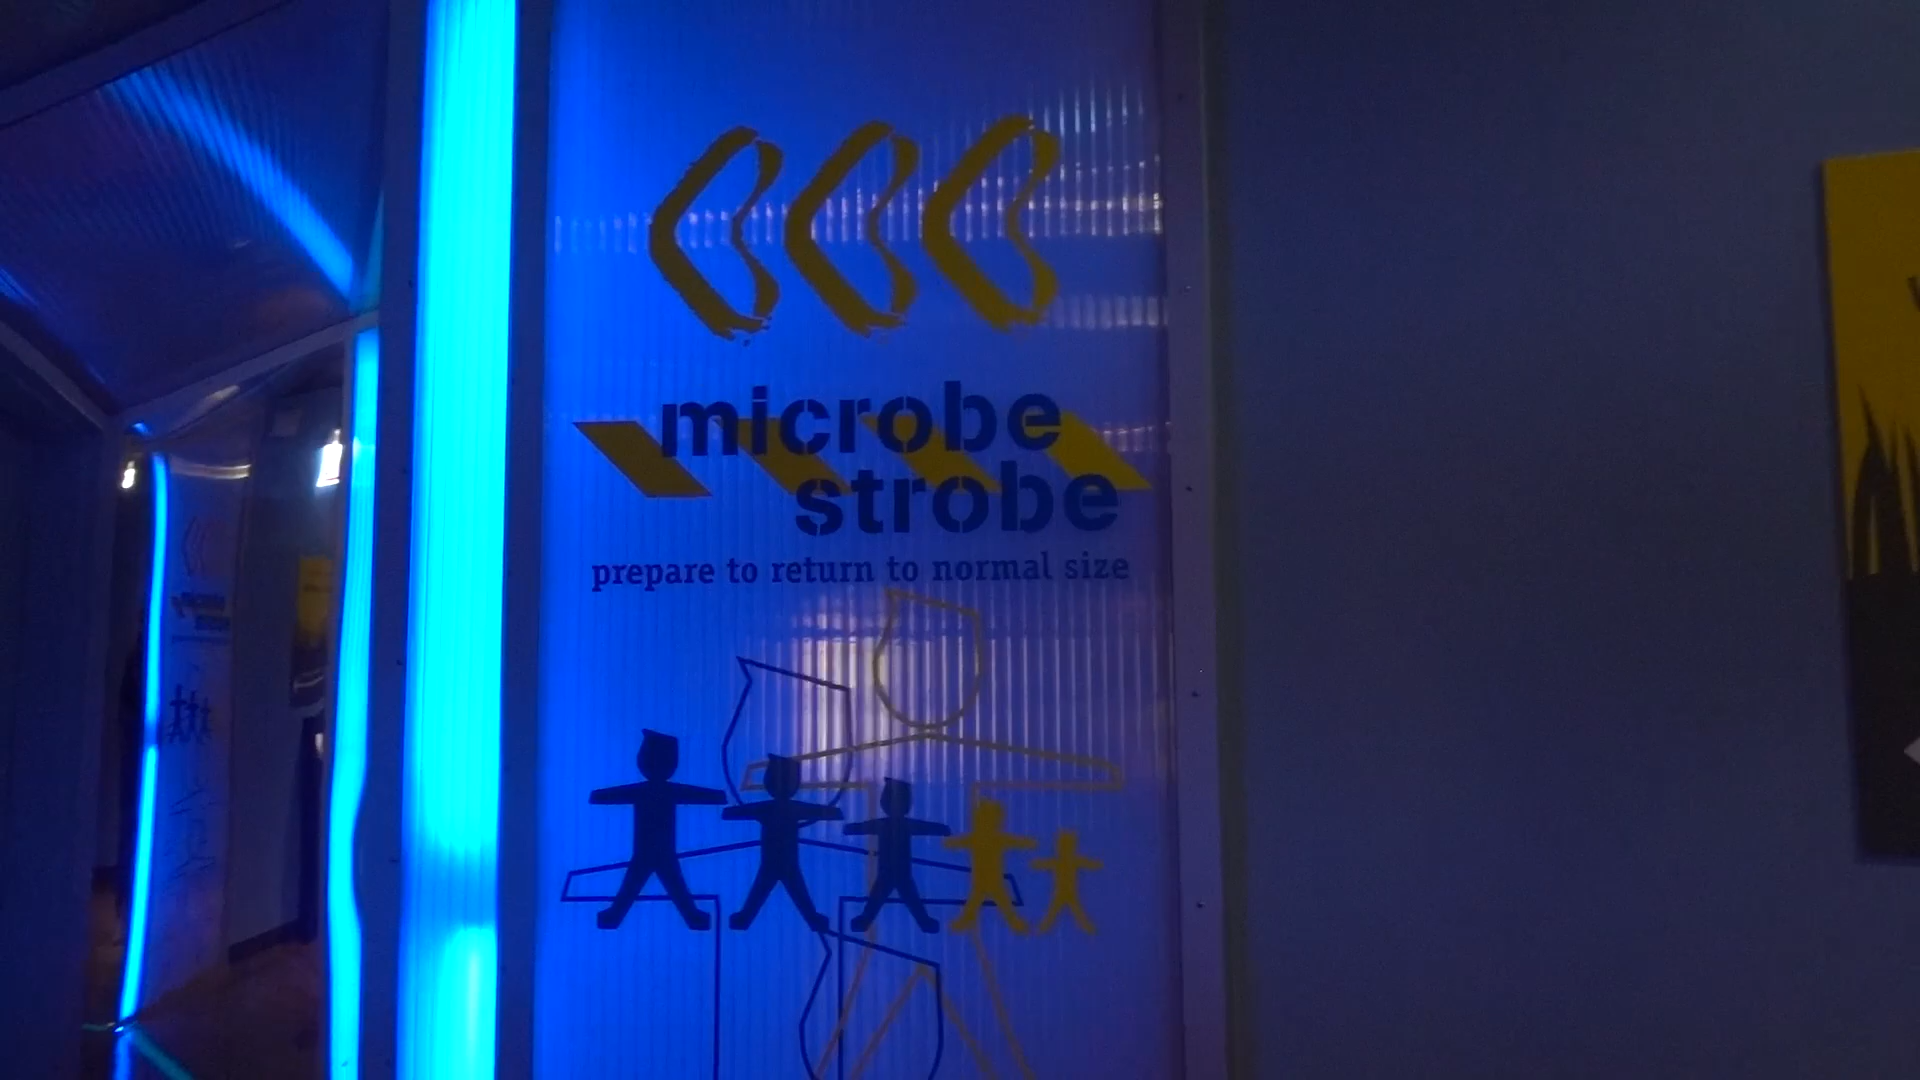 microbe
strobe
prepare to return to normal size